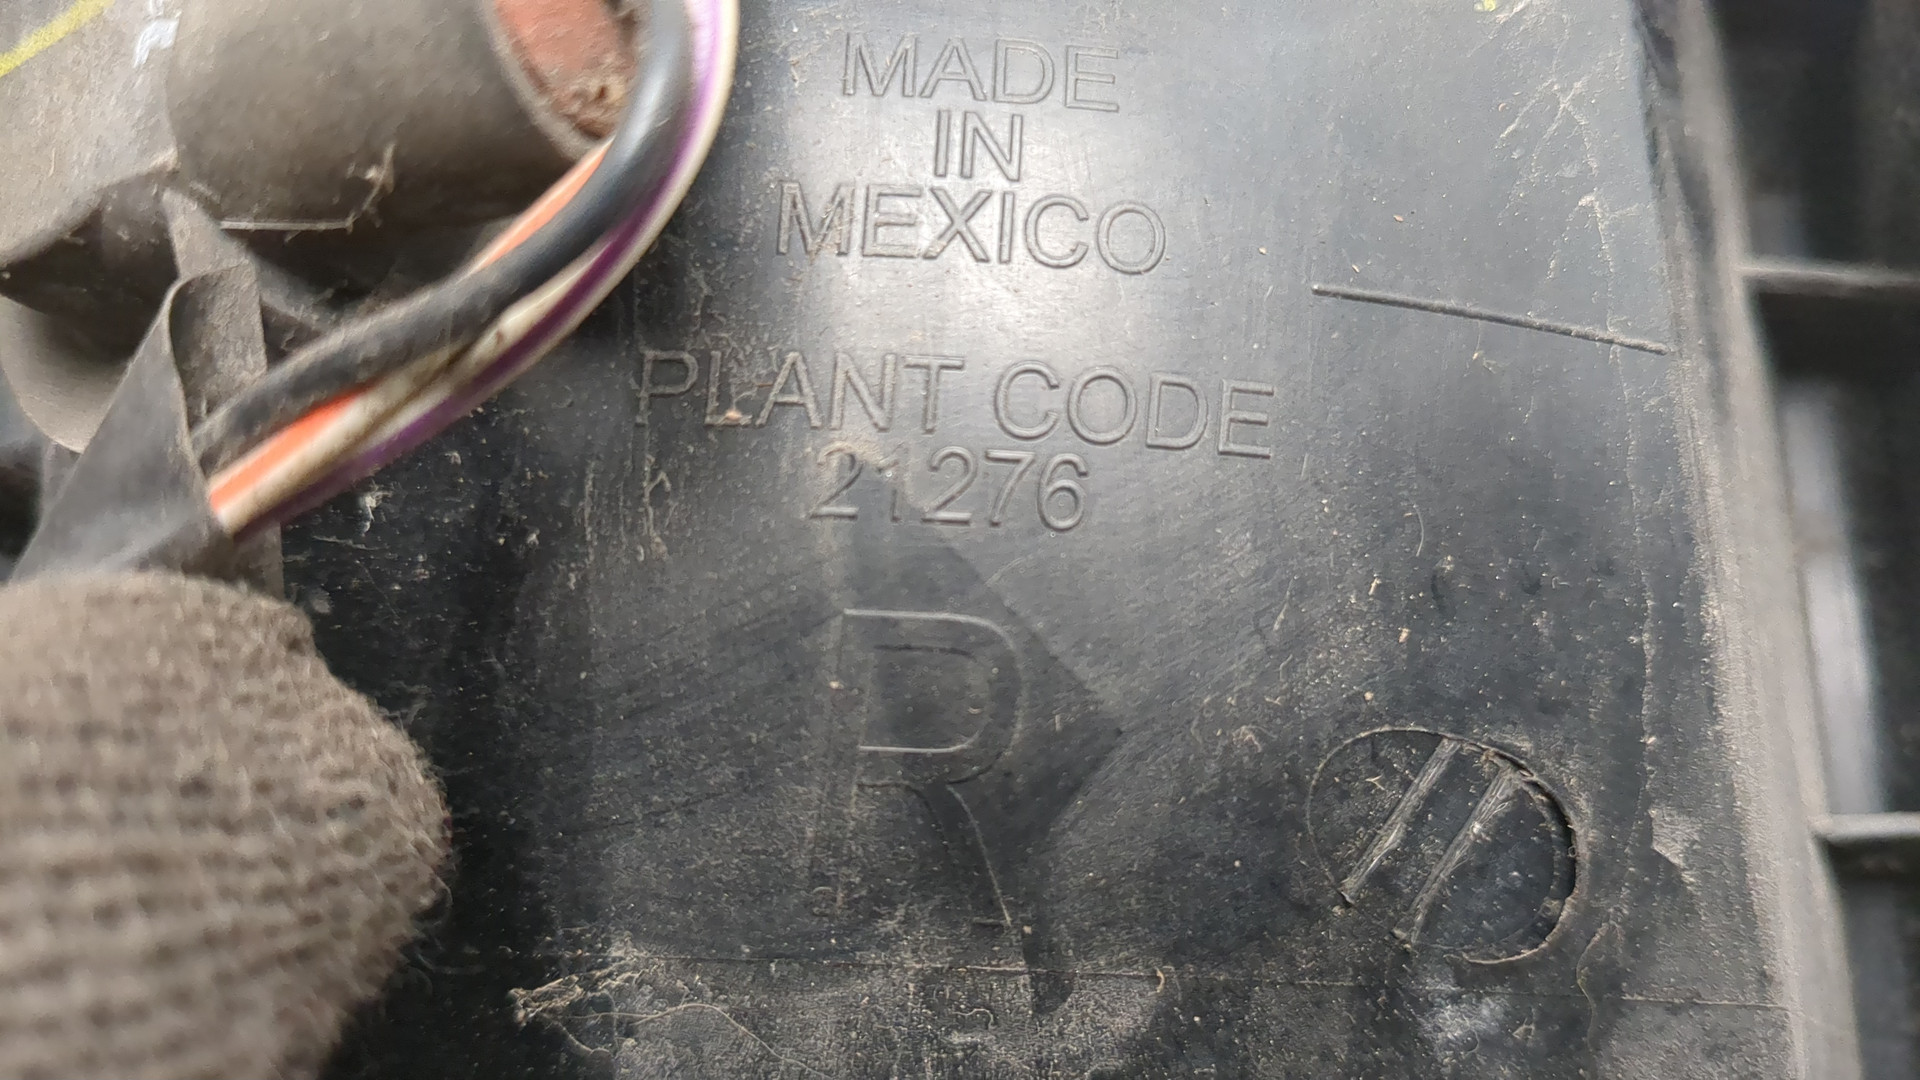 MADE
IN
MEXICO
PLANT CODE
21276
R